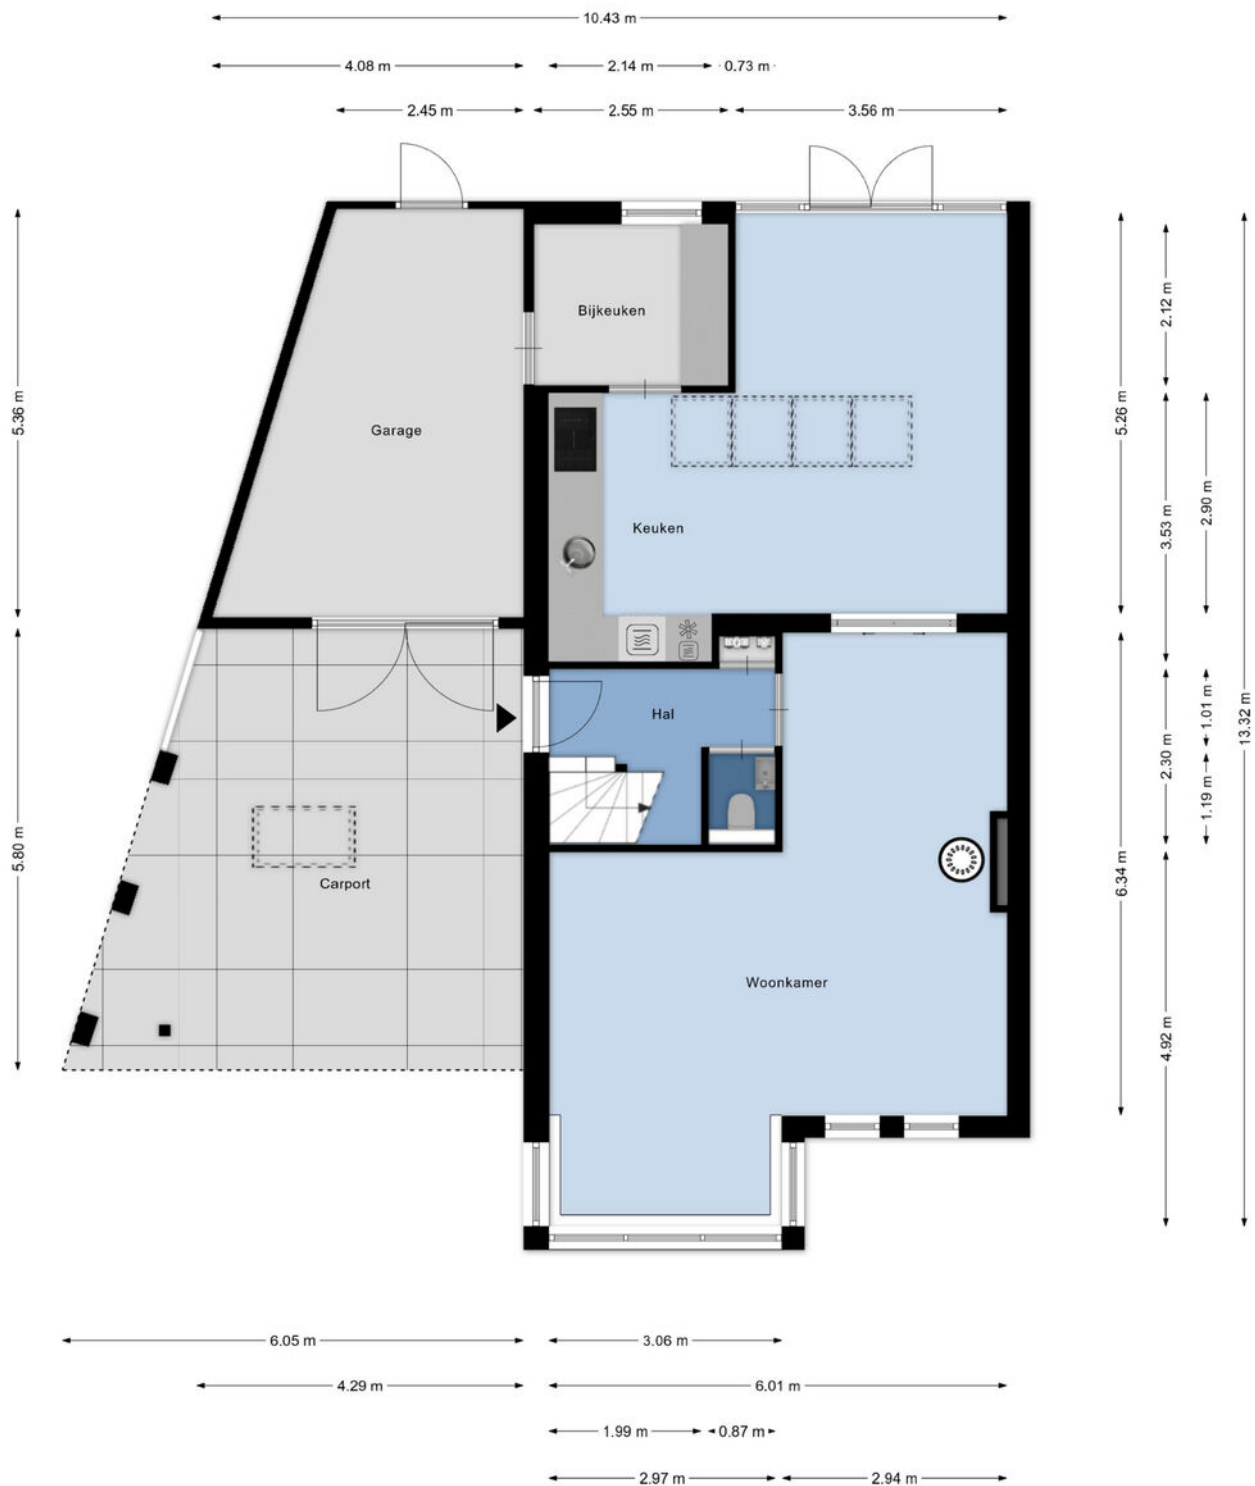 10.43 m
4.08 m
2.14 m
0.73 m
2.45 m
2.55 m
3.56 m
Bijkeuken
Garage
Keuken
Hal
Carport
Woonkamer
5.36 m
5.80 m
5.26 m
6.34 m
2.12 m
3.53 m
2.30 m
4.92 m
2.90 m
1.01 m
1.19 m
13.32 m
6.05 m
3.06 m
4.29 m
6.01 m
1.99 m
0.87 m
2.97 m
2.94 m